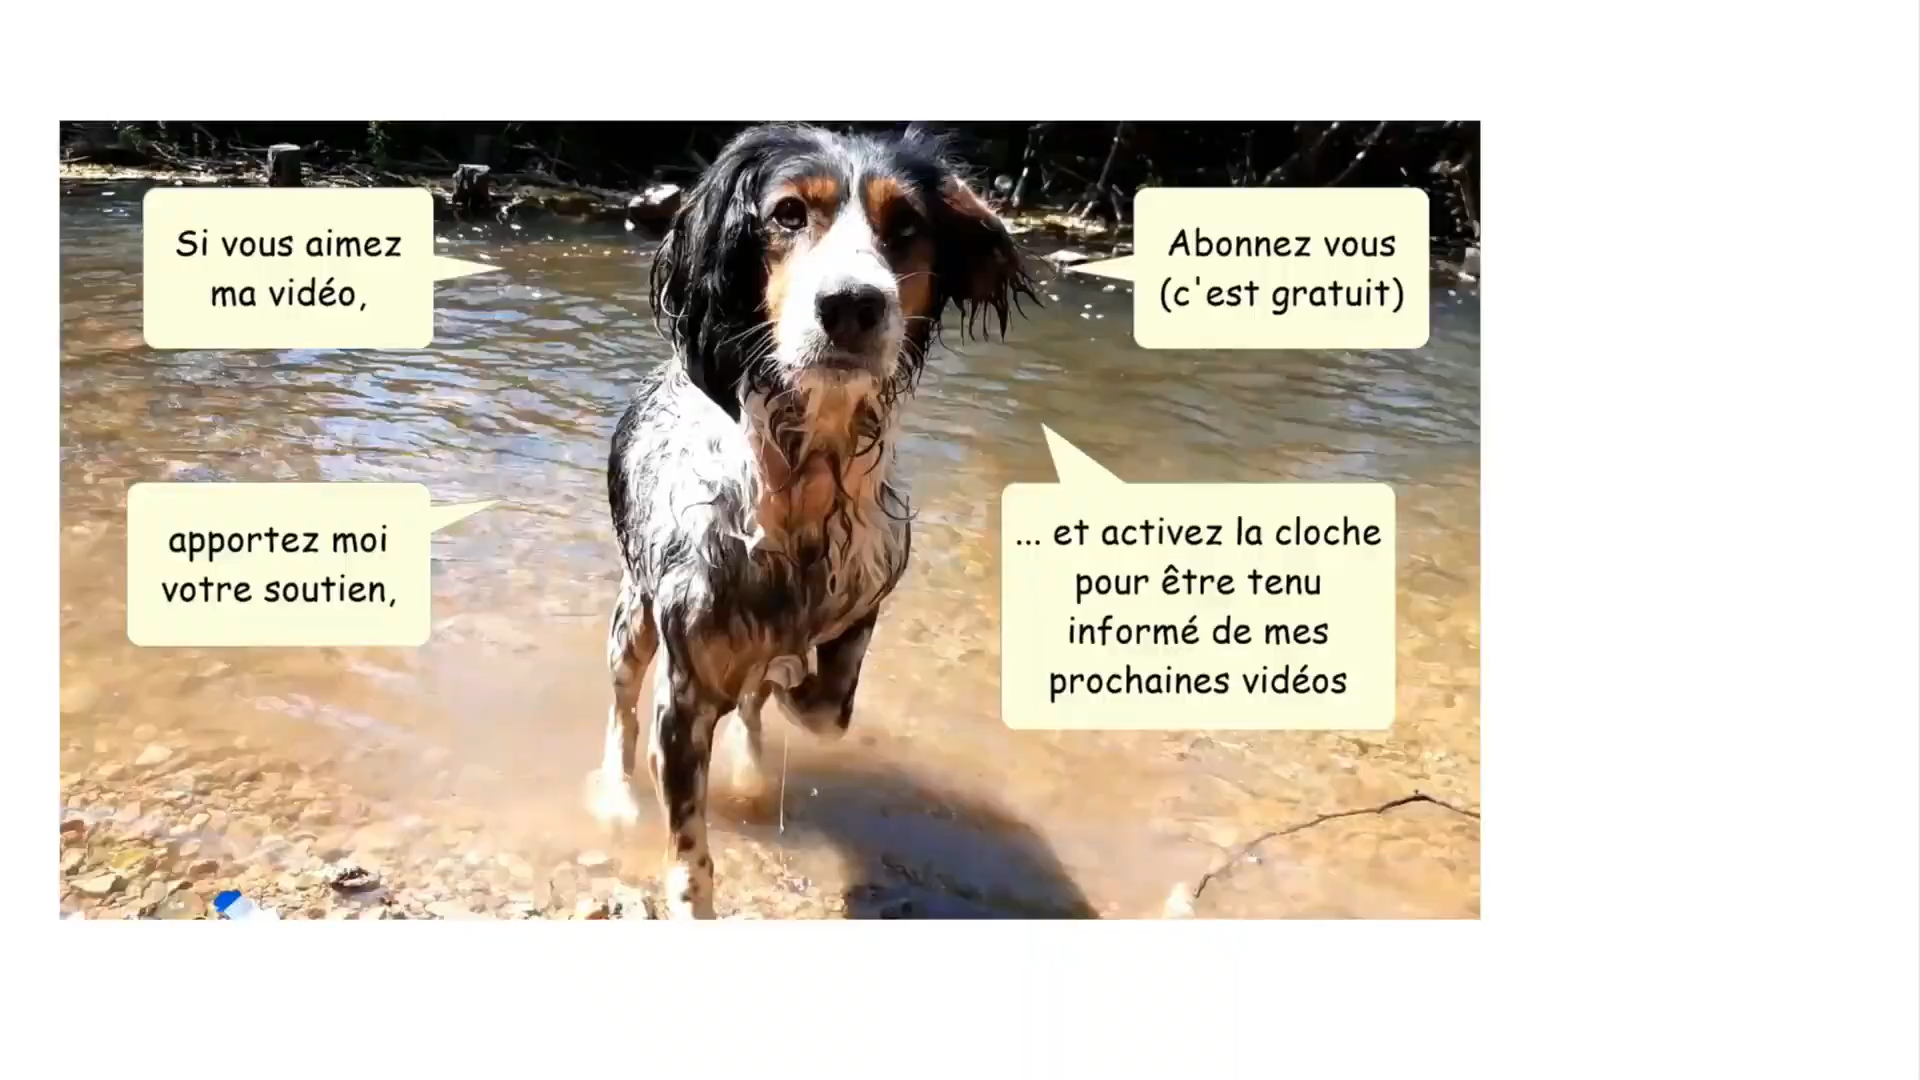 Si vous aimez
ma vidéo,
apportez moi
votre soutien,
Abonnez vous
(c'est gratuit)
... et activez la cloche
pour être tenu
informé de mes
prochaines vidéos